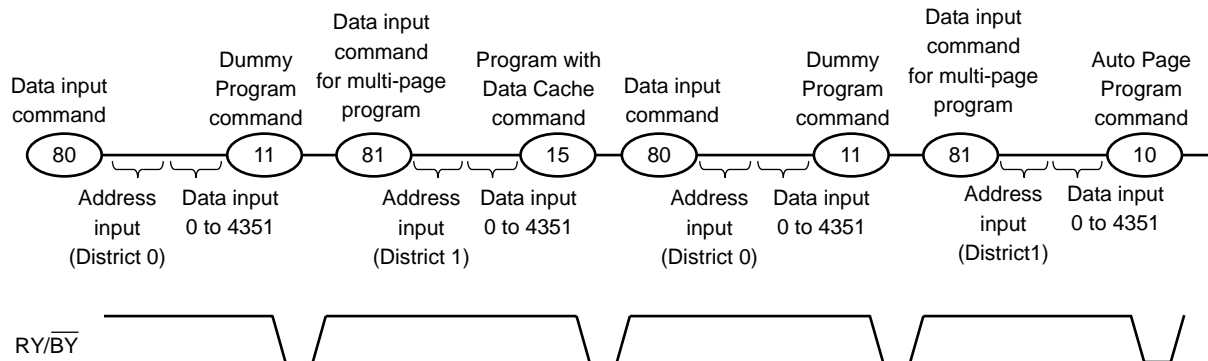 Data input
command
80
Address
input
(District 0)
Data input
0 to 4351
Dummy
Program
command
11
Data input
command
for multi-page
program
81
Address
input
(District 1)
Data input
0 to 4351
Program with
Data Cache
command
15
Data input
command
80
Address
input
(District 0)
Data input
0 to 4351
Dummy
Program
command
11
Data input
command
for multi-page
program
81
Address
input
(District1)
Data input
0 to 4351
Auto Page
Program
command
10
RY/B̅Y̅